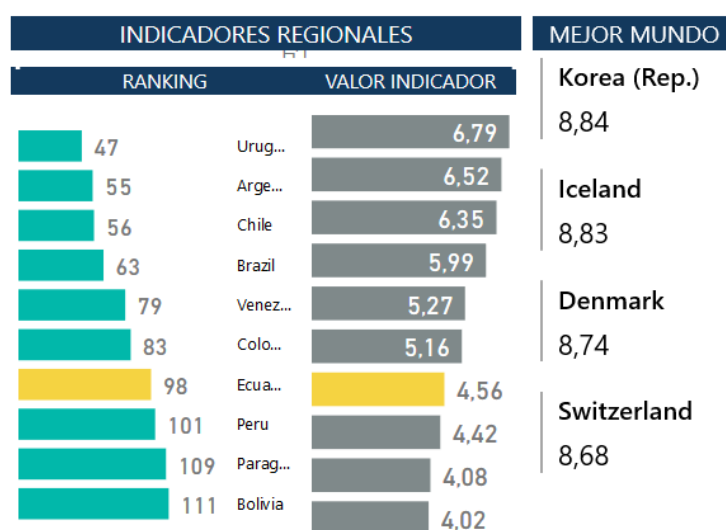 INDICADORES REGIONALES
MEJOR MUNDO
RANKING VALOR INDICADOR
47 Urug... 6,79
55 Arge... 6,52
56 Chile 6,35
63 Brazil 5,99
79 Venez... 5,27
83 Colo... 5,16
98 Ecua... 4,56
101 Peru 4,42
109 Parag... 4,08
111 Bolivia 4,02
Korea (Rep.)
8,84
Iceland
8,83
Denmark
8,74
Switzerland
8,68